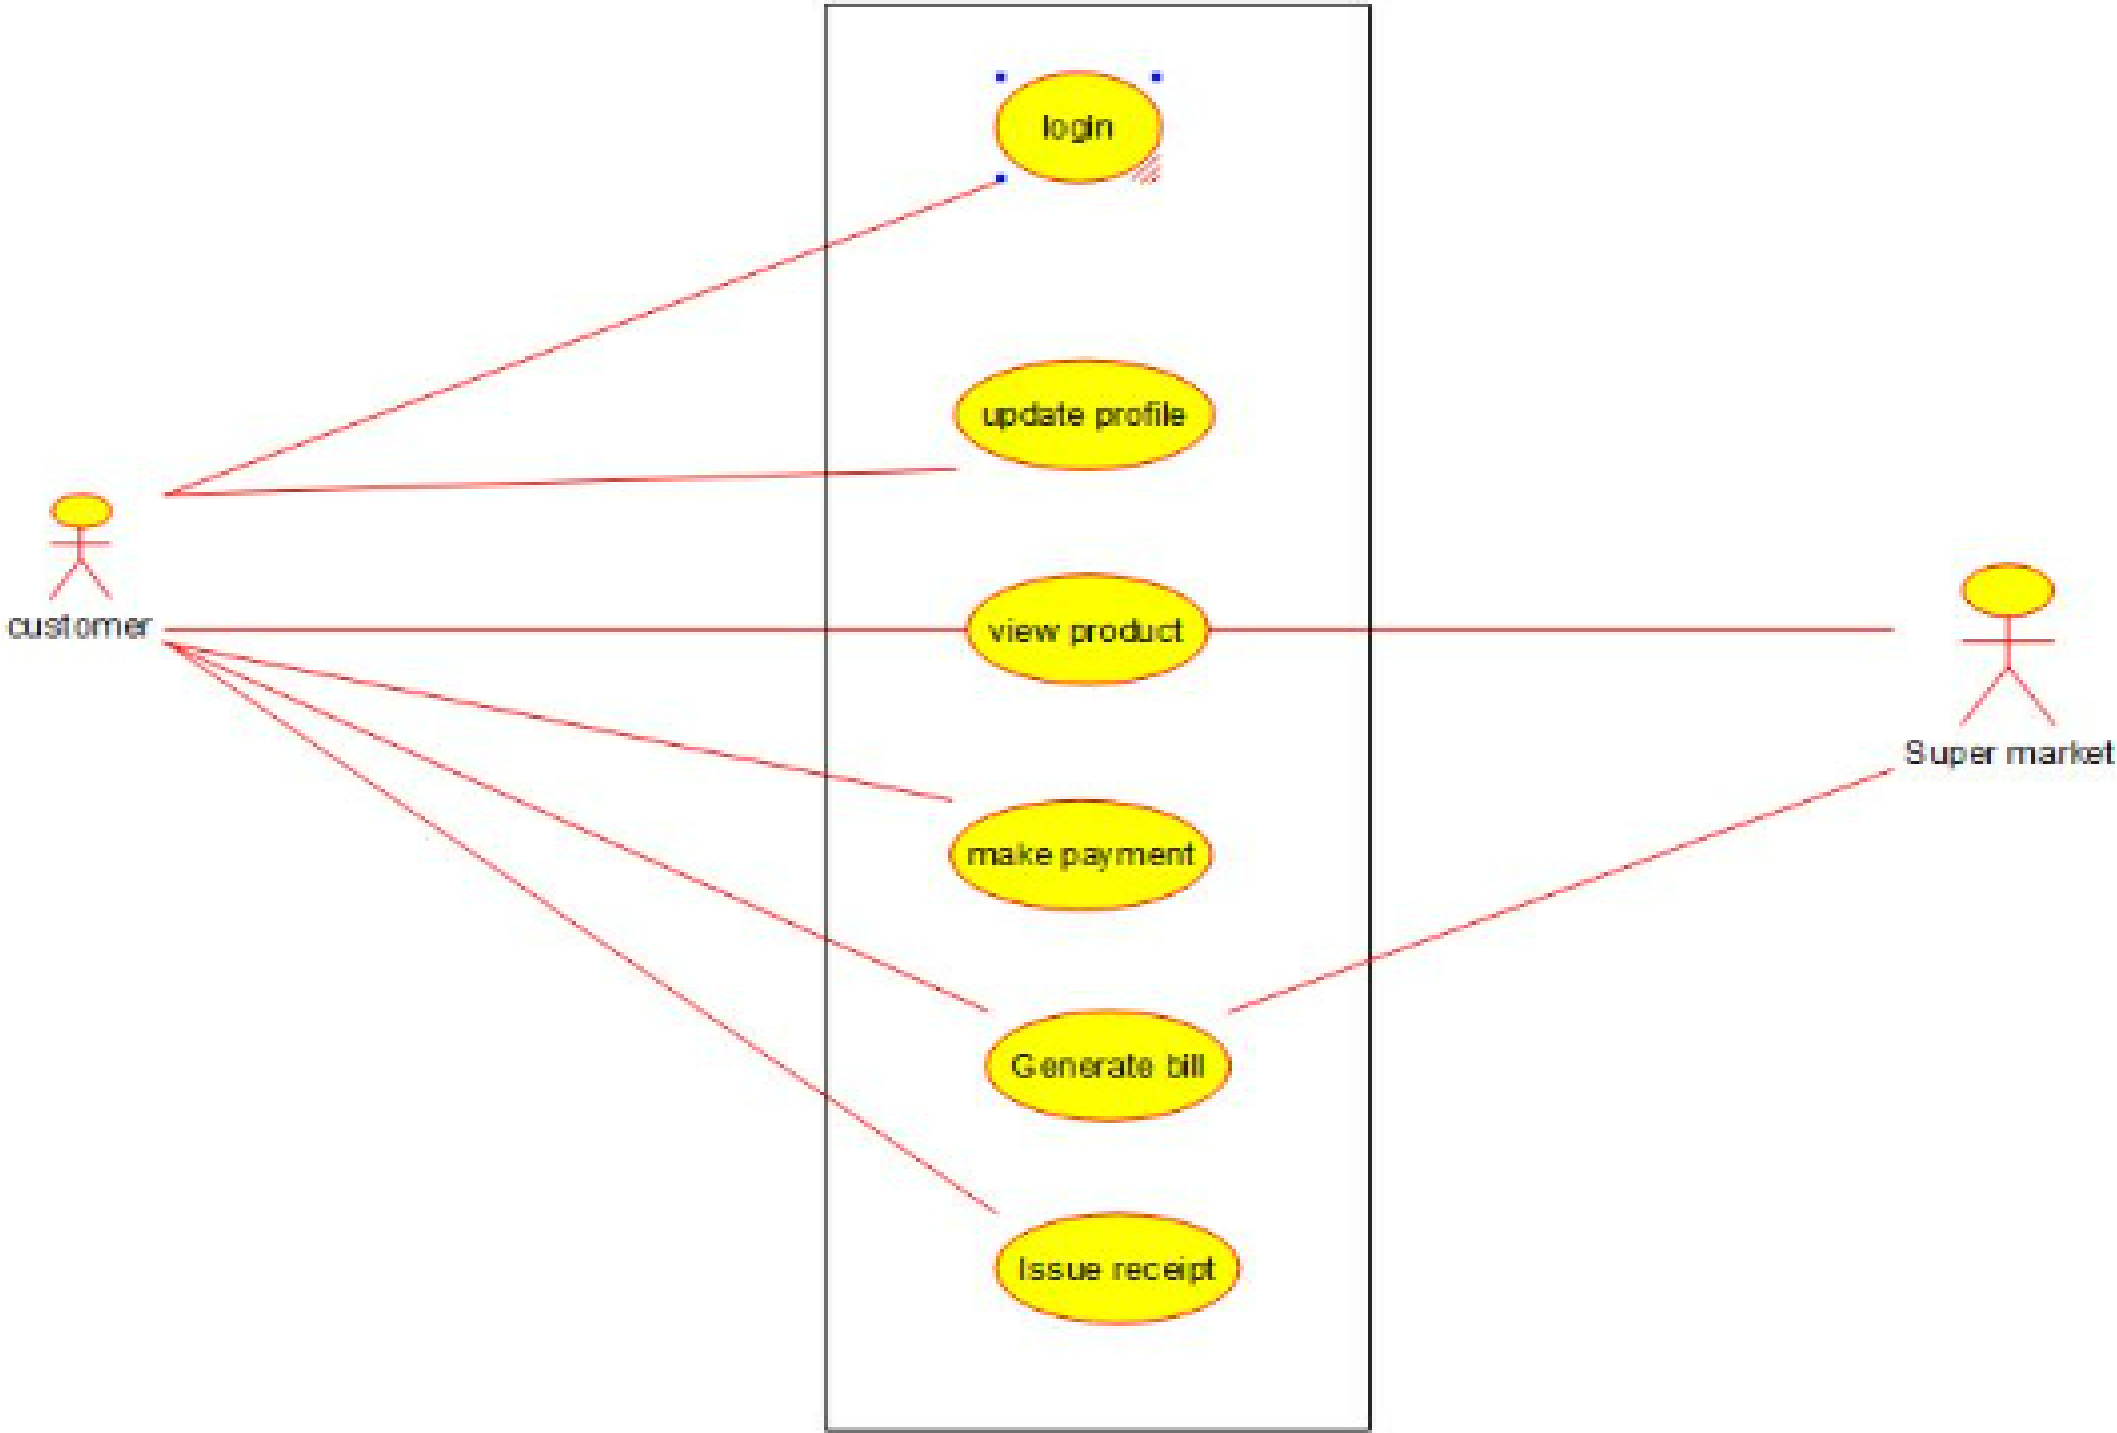 login
update profile
customer
view product
Super market
make payment
Generate bill
Issue receipt